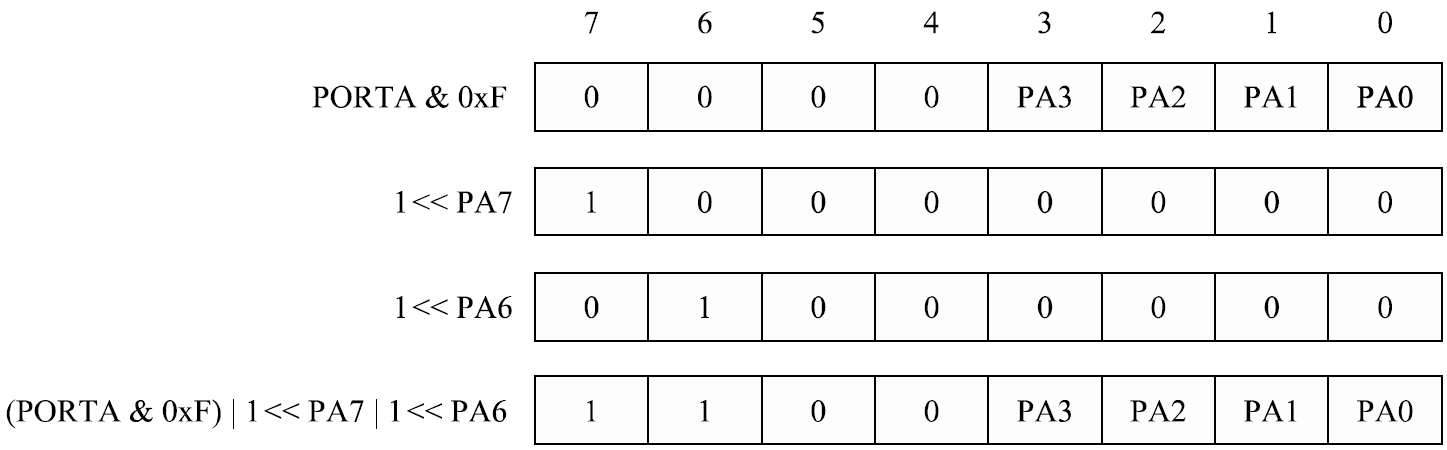 7 6 5 4 3 2 1 0
PORTA & 0xF 0 0 0 0 PA3 PA2 PA1 PA0
1<< PA7 1 0 0 0 0 0 0 0
1<< PA6 0 1 0 0 0 0 0 0
(PORTA & 0xF) | 1<< PA7 | 1<< PA6 1 1 0 0 PA3 PA2 PA1 PA0